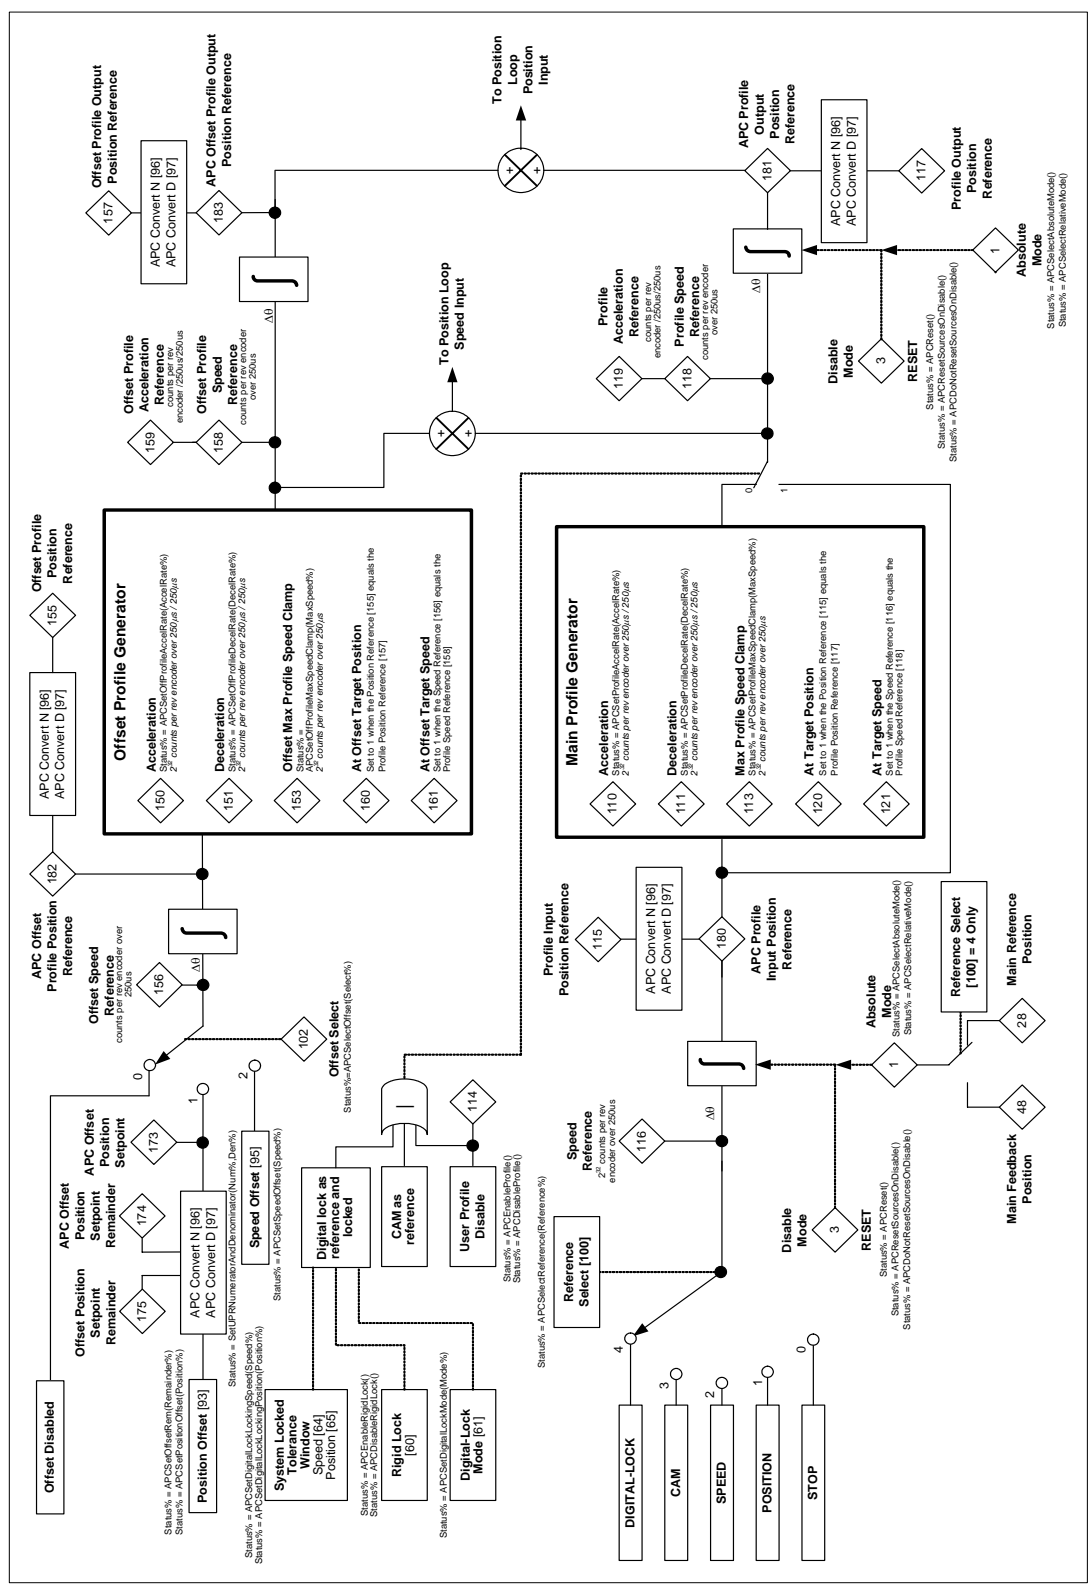 Offset Disabled
0
Status% = APCSetOffsetRem(Remainder%)
Status% = APCSetPositionOffset(Position%)
Position Offset [93]
Offset Position
Setpoint
Remainder
175
APC Offset
Position
Setpoint
Remainder
174
APC Convert N [96]
APC Convert D [97]
Status% = SetUPRNumeratorAndDenominator(Num%,Den%)
APC Offset
Position
Setpoint
173
1
Speed Offset [95]
Status% = APCSetSpeedOffset(Speed%)
2
102
Offset Select
Status%=APCSelectOffset(Select%)
Offset Speed
Reference
counts per rev encoder over
250us
156
Δθ
∫
APC Offset
Profile Position
Reference
182
APC Convert N [96]
APC Convert D [97]
155
Offset Profile
Position
Reference
Offset Profile Generator
150
Acceleration
Status% = APCSetOffProfileAccelRate(AccelRate%)
2³² counts per rev encoder over 250µs / 250µs
151
Deceleration
Status% = APCSetOffProfileDecelRate(DecelRate%)
2³² counts per rev encoder over 250µs / 250µs
153
Offset Max Profile Speed Clamp
Status% =
APCSetOffProfileMaxSpeedClamp(MaxSpeed%)
2³² counts per rev encoder over 250µs
160
At Offset Target Position
Set to 1 when the Position Reference [155] equals the
Profile Position Reference [157]
161
At Offset Target Speed
Set to 1 when the Speed Reference [156] equals the
Profile Speed Reference [158]
Offset Profile
Acceleration
Reference
counts per rev
encoder /250us/250us
159
Offset Profile
Speed
Reference
counts per rev encoder
over 250us
158
To Position Loop
Speed Input
+
+
Δθ
∫
Offset Profile Output
Position Reference
157
APC Convert N [96]
APC Convert D [97]
183
APC Offset Profile Output
Position Reference
To Position
Loop
Position
Input
+
+
Status% = APCSetDigitalLockLockingSpeed(Speed%)
Status% = APCSetDigitalLockLockingPosition(Position%)
System Locked
Tolerance
Window
Speed [64]
Position [65]
Status% = APCEnableRigidLock()
Status% = APCDisableRigidLock()
Rigid Lock
[60]
Status% = APCSetDigitalLockMode(Mode%)
Digital-Lock
Mode [61]
Digital lock as
reference and
locked
CAM as
reference
User Profile
Disable
Status% = APCEnableProfile()
Status% = APCDisableProfile()
114
DIGITAL-LOCK
4
CAM
3
SPEED
2
POSITION
1
STOP
0
Reference
Select [100]
Status% = APCSelectReference(Reference%)
Speed
Reference
2³² counts per rev
encoder over 250us
116
Δθ
∫
Disable
Mode
3
RESET
Status% = APCReset()
Status% = APCResetSourcesOnDisable()
Status% = APCDoNotResetSourcesOnDisable()
Absolute
Mode
Status% = APCSelectAbsoluteMode()
Status% = APCSelectRelativeMode()
1
Reference Select
[100] = 4 Only
48
Main Feedback
Position
28
Main Reference
Position
Profile Input
Position Reference
115
APC Convert N [96]
APC Convert D [97]
180
APC Profile
Input Position
Reference
Main Profile Generator
110
Acceleration
Status% = APCSetProfileAccelRate(AccelRate%)
2³² counts per rev encoder over 250µs / 250µs
111
Deceleration
Status% = APCSetProfileDecelRate(DecelRate%)
2³² counts per rev encoder over 250µs / 250µs
113
Max Profile Speed Clamp
Status% = APCSetProfileMaxSpeedClamp(MaxSpeed%)
2³² counts per rev encoder over 250µs
120
At Target Position
Set to 1 when the Position Reference [115] equals the
Profile Position Reference [117]
121
At Target Speed
Set to 1 when the Speed Reference [116] equals the
Profile Speed Reference [118]
0
1
Profile
Acceleration
Reference
counts per rev
encoder /250us/250us
119
Profile Speed
Reference
counts per rev encoder
over 250us
118
Δθ
∫
APC Profile
Output
Position
Reference
181
APC Convert N [96]
APC Convert D [97]
117
Profile Output
Position
Reference
Disable
Mode
3
RESET
Status% = APCReset()
Status% = APCResetSourcesOnDisable()
Status% = APCDoNotResetSourcesOnDisable()
1
Absolute
Mode
Status% = APCSelectAbsoluteMode()
Status% = APCSelectRelativeMode()